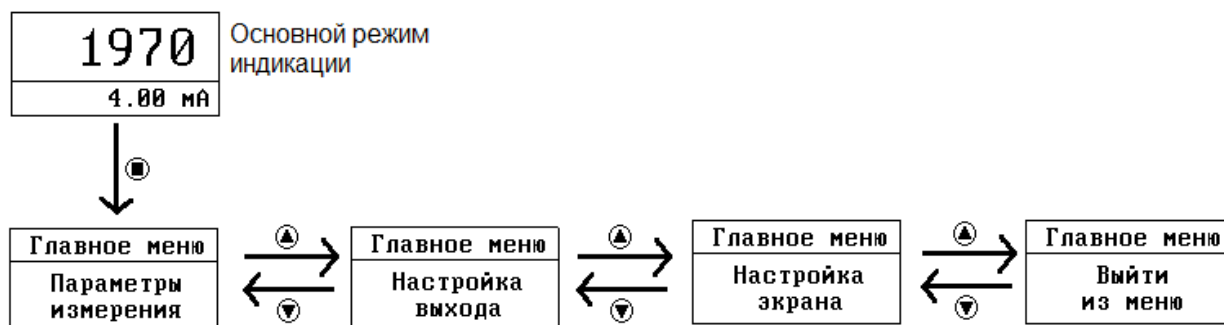 1970
4.00 мА
Основной режим
индикации
Главное меню
Параметры
измерения
Главное меню
Настройка
выхода
Главное меню
Настройка
экрана
Главное меню
Выйти
из меню